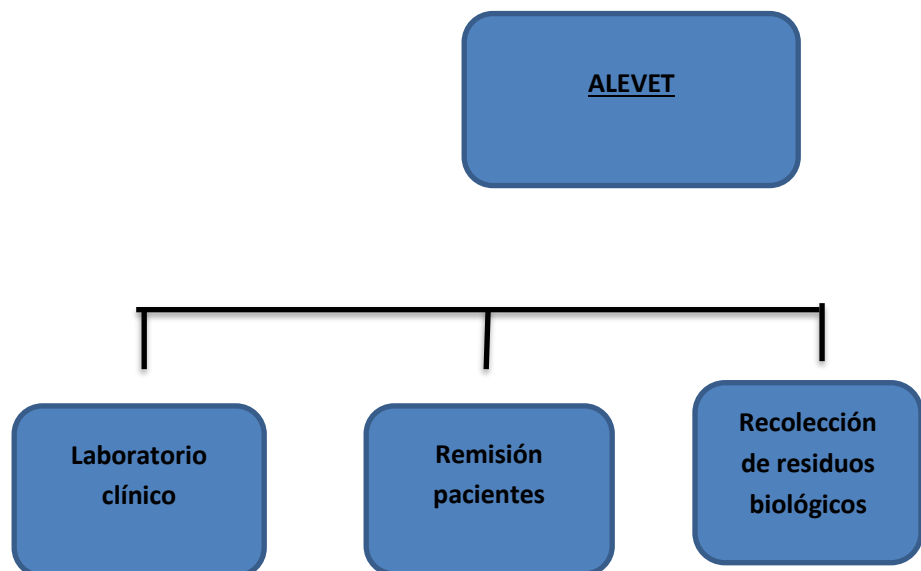 ALEVET
Laboratorio
clínico
Remisión
pacientes
Recolección
de residuos
biológicos